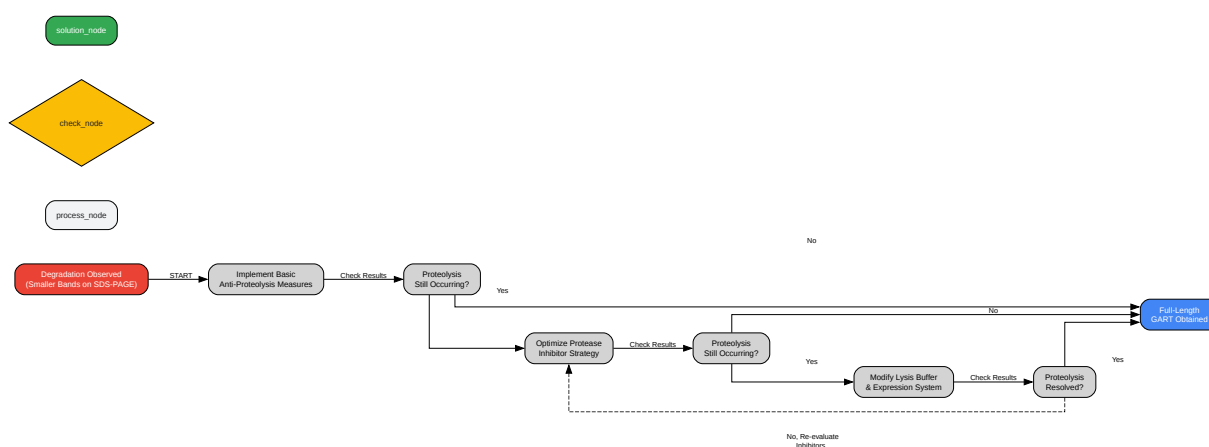 solution_node
check_node
process_node
No
Degradation Observed
(Smaller Bands on SDS-PAGE)
START
Implement Basic
Anti-Proteolysis Measures
Check Results
Proteolysis
Still Occurring?
Yes
No
Full-Length
GART Obtained
Optimize Protease
Inhibitor Strategy
Check Results
Proteolysis
Still Occurring?
Yes
Yes
Modify Lysis Buffer
& Expression System
Check Results
Proteolysis
Resolved?
No, Re-evaluate
Inhibitors